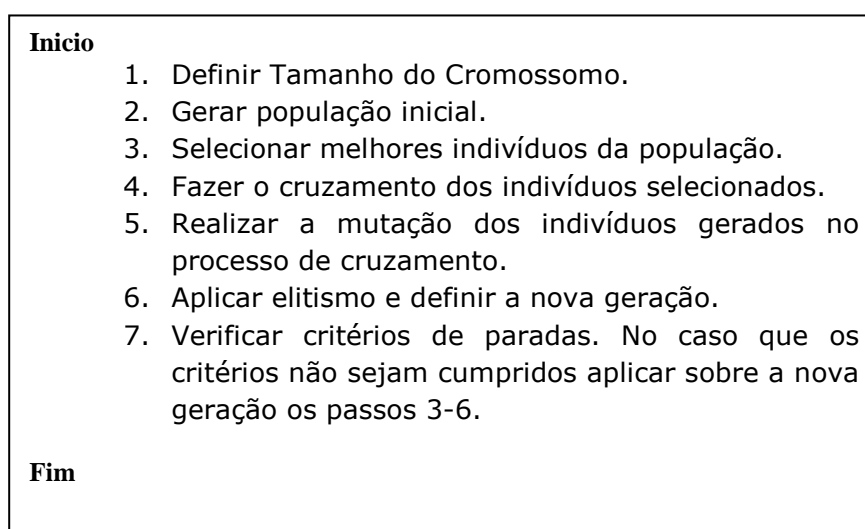 Inicio
1. Definir Tamanho do Cromossomo.
2. Gerar população inicial.
3. Selecionar melhores indivíduos da população.
4. Fazer o cruzamento dos indivíduos selecionados.
5. Realizar a mutação dos indivíduos gerados no
processo de cruzamento.
6. Aplicar elitismo e definir a nova geração.
7. Verificar critérios de paradas. No caso que os
critérios não sejam cumpridos aplicar sobre a nova
geração os passos 3-6.
Fim